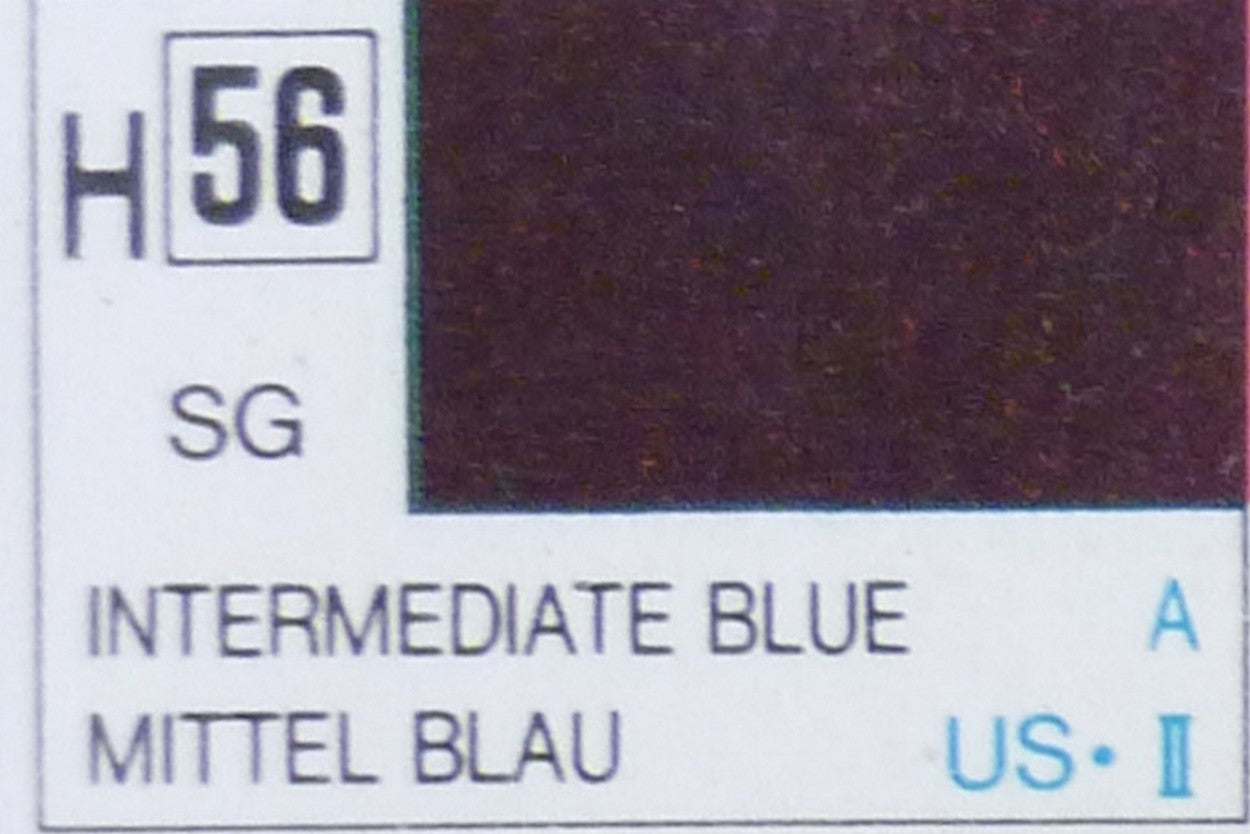 H 56
SG
INTERMEDIATE BLUE A
MITTEL BLAU US・Ⅱ